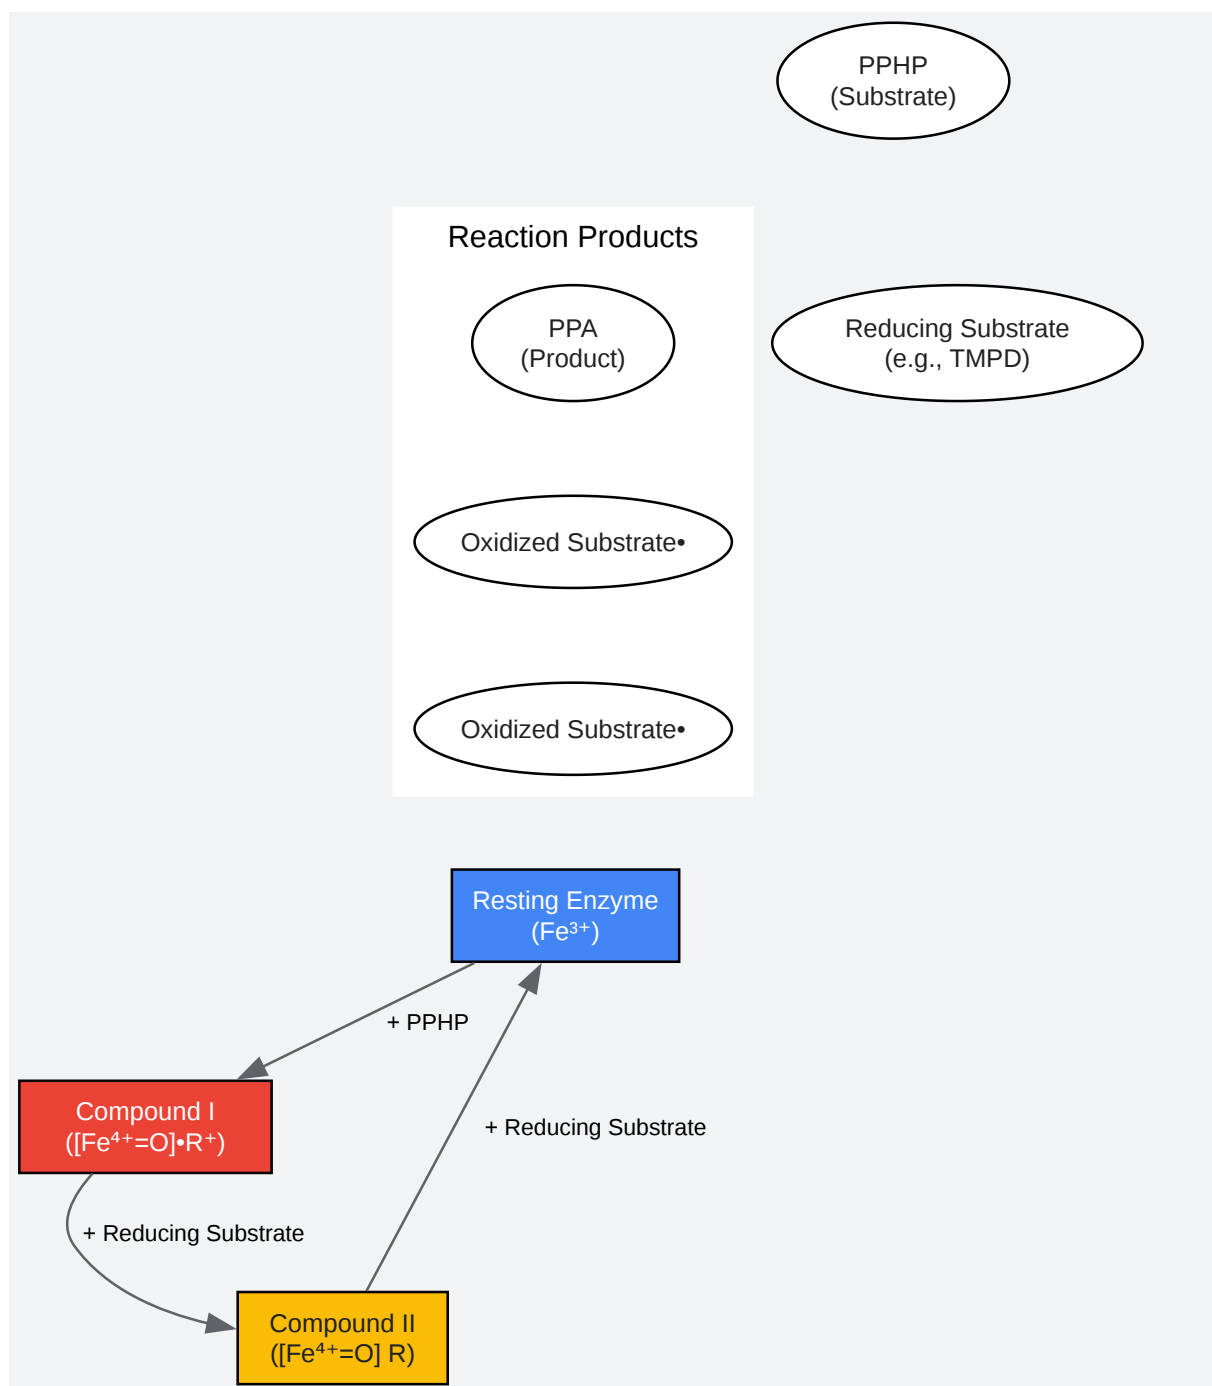 PPHP
(Substrate)
Reaction Products
PPA
(Product)
Reducing Substrate
(e.g., TMPD)
Oxidized Substrate•
Oxidized Substrate•
Resting Enzyme
(Fe³⁺)
+ PPHP
Compound I
([Fe⁴⁺=O]•R⁺)
+ Reducing Substrate
+ Reducing Substrate
Compound II
([Fe⁴⁺=O] R)